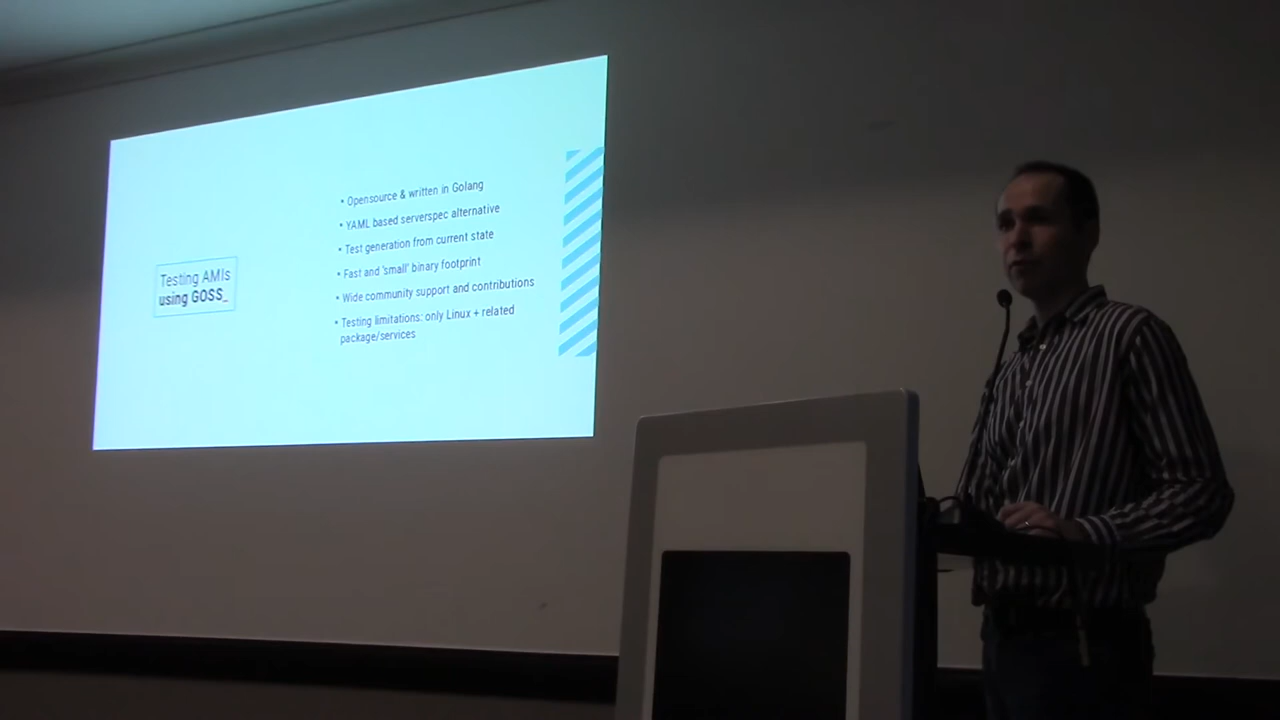 Testing AMIs
using GOSS_
• Opensource & written in Golang
• YAML based serverspec alternative
• Test generation from current state
• Fast and 'small' binary footprint
• Wide community support and contributions
• Testing limitations: only Linux + related
package/services